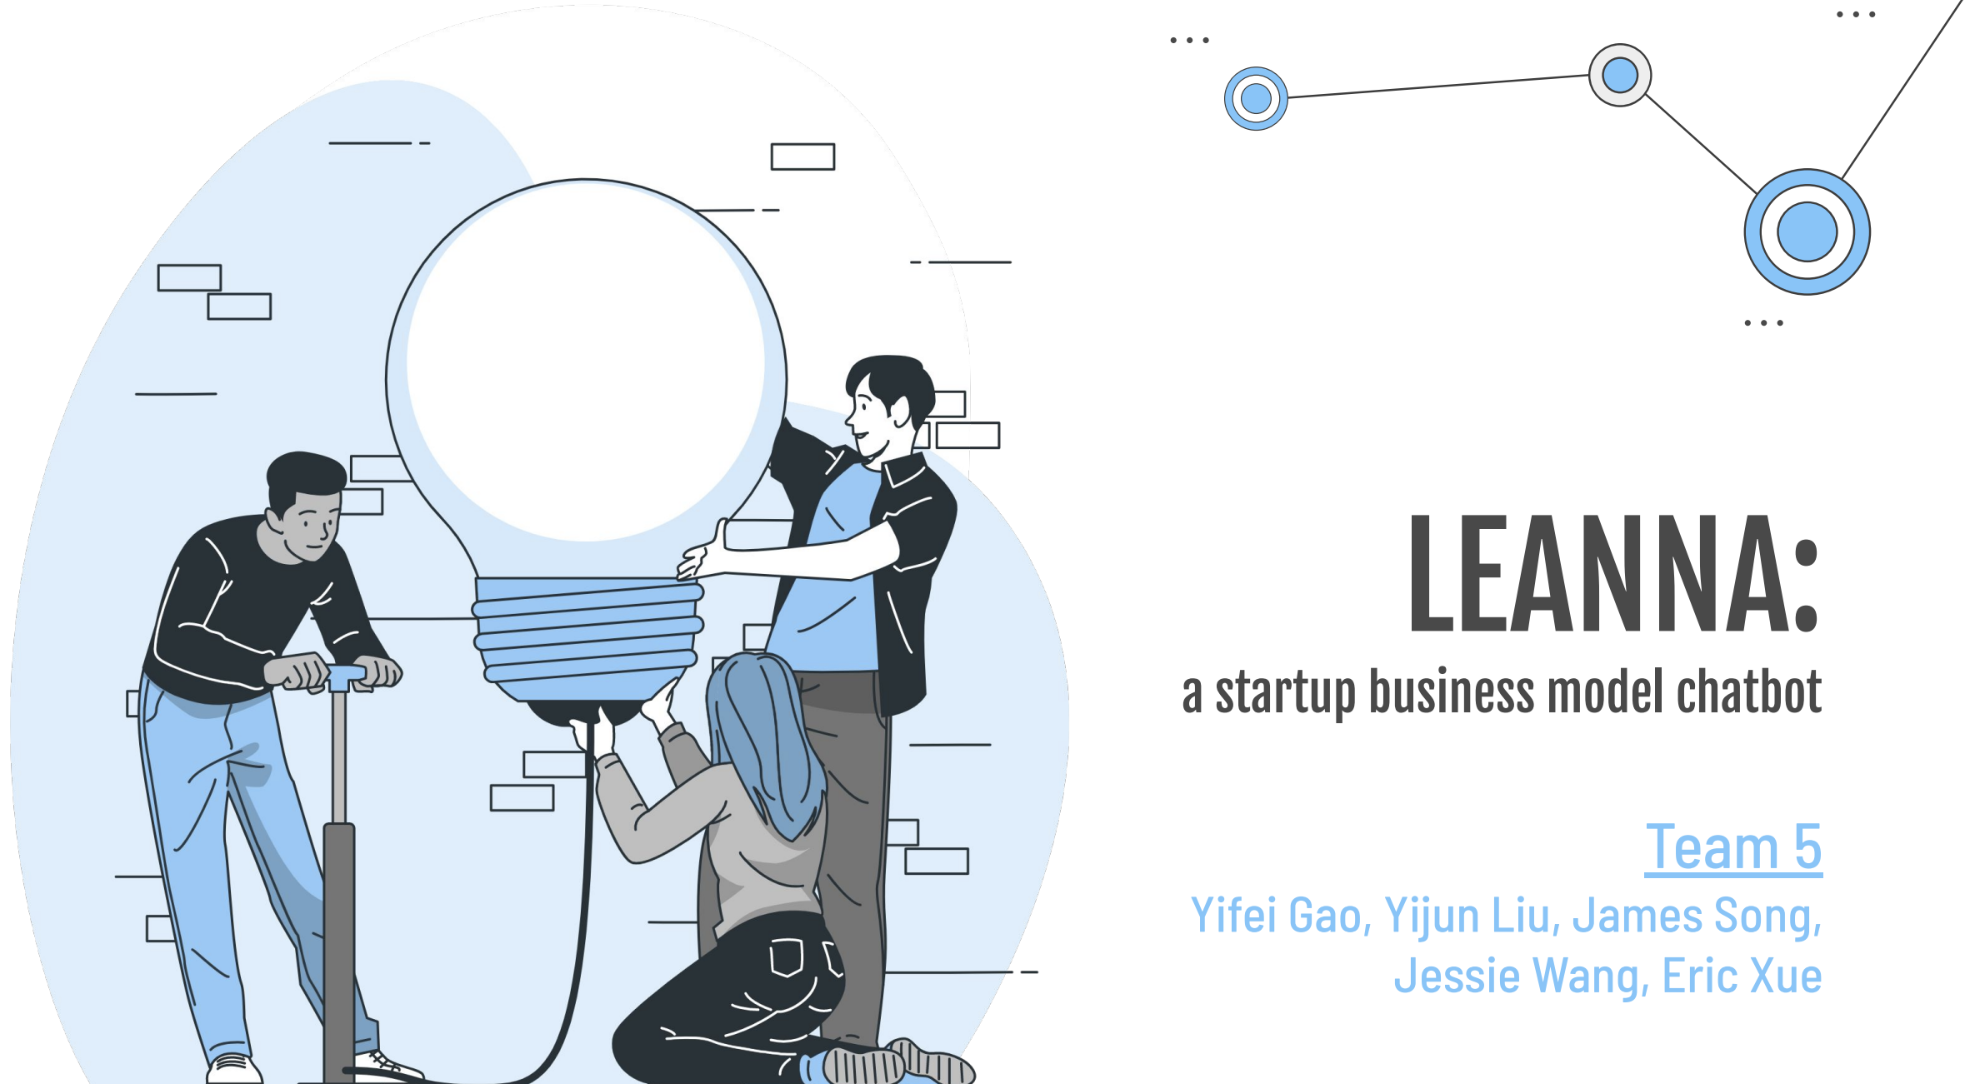 LEANNA:
a startup business model chatbot
Team 5
Yifei Gao, Yijun Liu, James Song,
Jessie Wang, Eric Xue